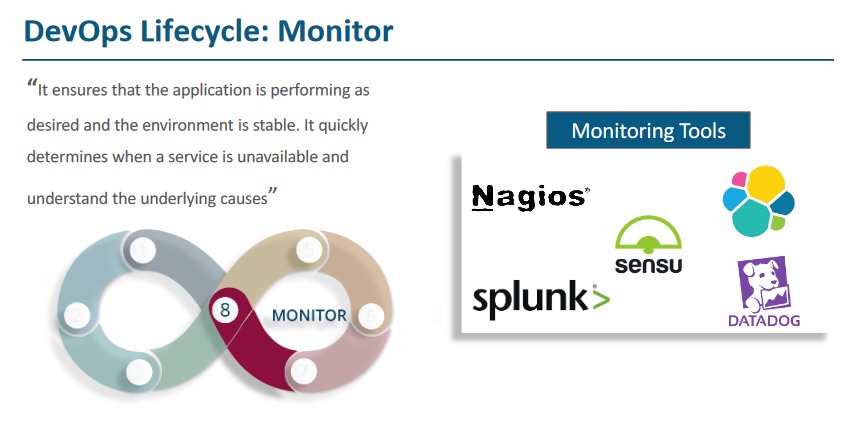 DevOps Lifecycle: Monitor
“It ensures that the application is performing as
desired and the environment is stable. It quickly
determines when a service is unavailable and
understand the underlying causes”
Monitoring Tools
Nagios®
sensu
splunk>
DATADOG
1
5
2
8
MONITOR
6
3
7